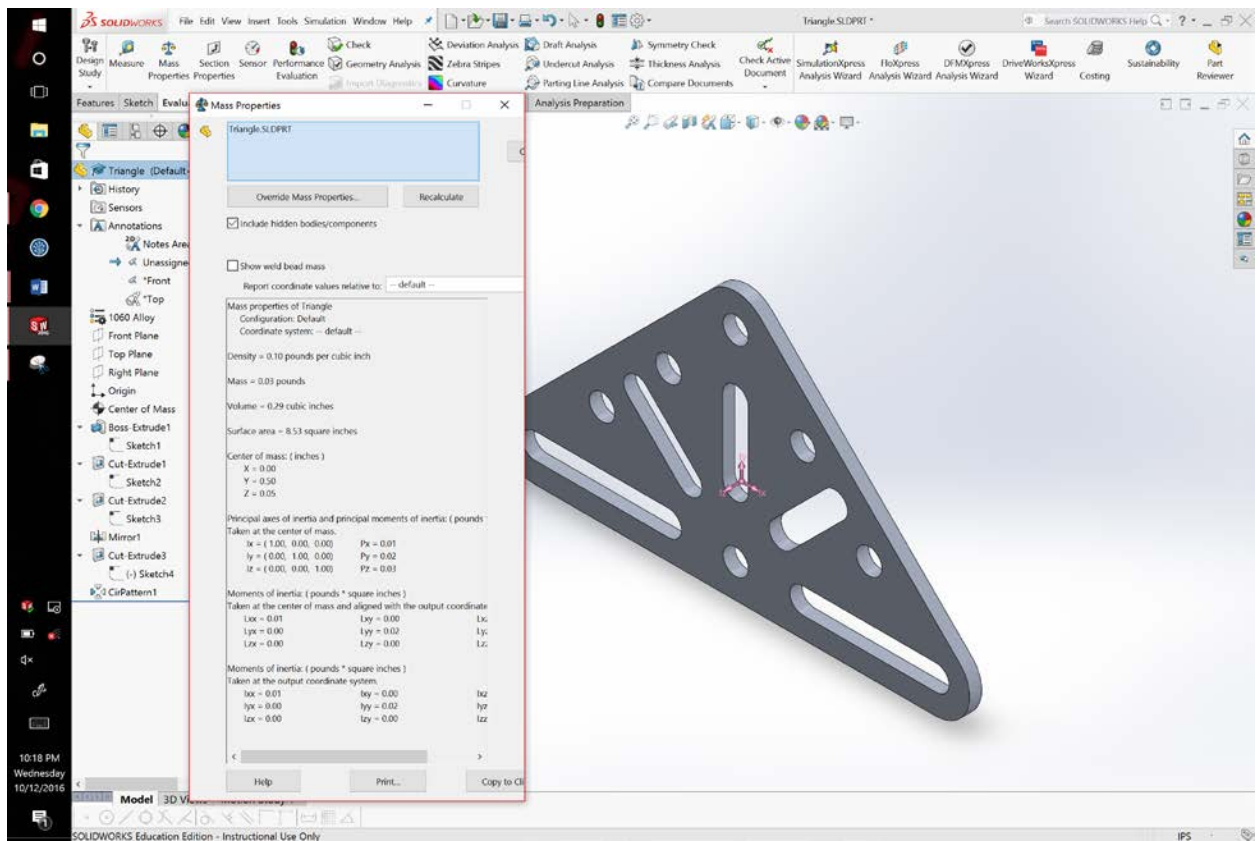 SOLIDWORKS File Edit View Insert Tools Simulation Window Help
Triangle.SLDPRT *
Search SOLIDWORKS Help
Design Study
Measure
Mass Properties
Section Properties
Sensor
Performance Evaluation
Check
Geometry Analysis
Import Diagnostics
Deviation Analysis
Zebra Stripes
Curvature
Draft Analysis
Undercut Analysis
Parting Line Analysis
Symmetry Check
Thickness Analysis
Compare Documents
Check Active Document
SimulationXpress Analysis Wizard
FloXpress Analysis Wizard
DFMXpress Analysis Wizard
DriveWorksXpress Wizard
Costing
Sustainability
Part Reviewer
Features Sketch Evalu
Analysis Preparation
Triangle (Default-
History
Sensors
Annotations
Notes Area
Unassigne
*Front
*Top
1060 Alloy
Front Plane
Top Plane
Right Plane
Origin
Center of Mass
Boss-Extrude1
Sketch1
Cut-Extrude1
Sketch2
Cut-Extrude2
Sketch3
Mirror1
Cut-Extrude3
(-) Sketch4
CirPattern1
Mass Properties
Triangle.SLDPRT
Override Mass Properties... Recalculate
Include hidden bodies/components
Show weld bead mass
Report coordinate values relative to: -- default --
Mass properties of Triangle
Configuration: Default
Coordinate system: -- default --
Density = 0.10 pounds per cubic inch
Mass = 0.03 pounds
Volume = 0.29 cubic inches
Surface area = 8.53 square inches
Center of mass: ( inches )
X = 0.00
Y = 0.50
Z = 0.05
Principal axes of inertia and principal moments of inertia: ( pounds
Taken at the center of mass.
Ix = ( 1.00, 0.00, 0.00) Px = 0.01
Iy = ( 0.00, 1.00, 0.00) Py = 0.02
Iz = ( 0.00, 0.00, 1.00) Pz = 0.03
Moments of inertia: ( pounds * square inches )
Taken at the center of mass and aligned with the output coordinate
Lxx = 0.01 Lxy = 0.00 Lx
Lyx = 0.00 Lyy = 0.02 Ly
Lzx = 0.00 Lzy = 0.00 Lz
Moments of inertia: ( pounds * square inches )
Taken at the output coordinate system.
Ixx = 0.01 Ixy = 0.00 Ixz
Iyx = 0.00 Iyy = 0.02 Iyz
Izx = 0.00 Izy = 0.00 Izz
Help Print... Copy to Cli
Model 3D V
10:18 PM
Wednesday
10/12/2016
SOLIDWORKS Education Edition - Instructional Use Only
IPS